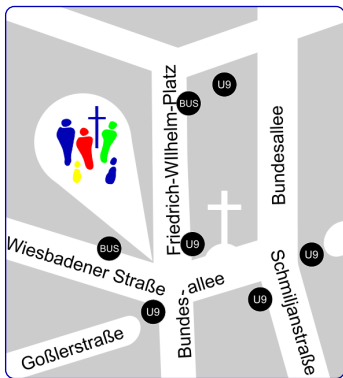 U9
BUS
Friedrich-WIlhelm-Platz
Bundesallee
BUS
U9
U9
Wiesbadener Straße
Bundes-allee
Schmiljanstraße
U9
U9
Goßlerstraße